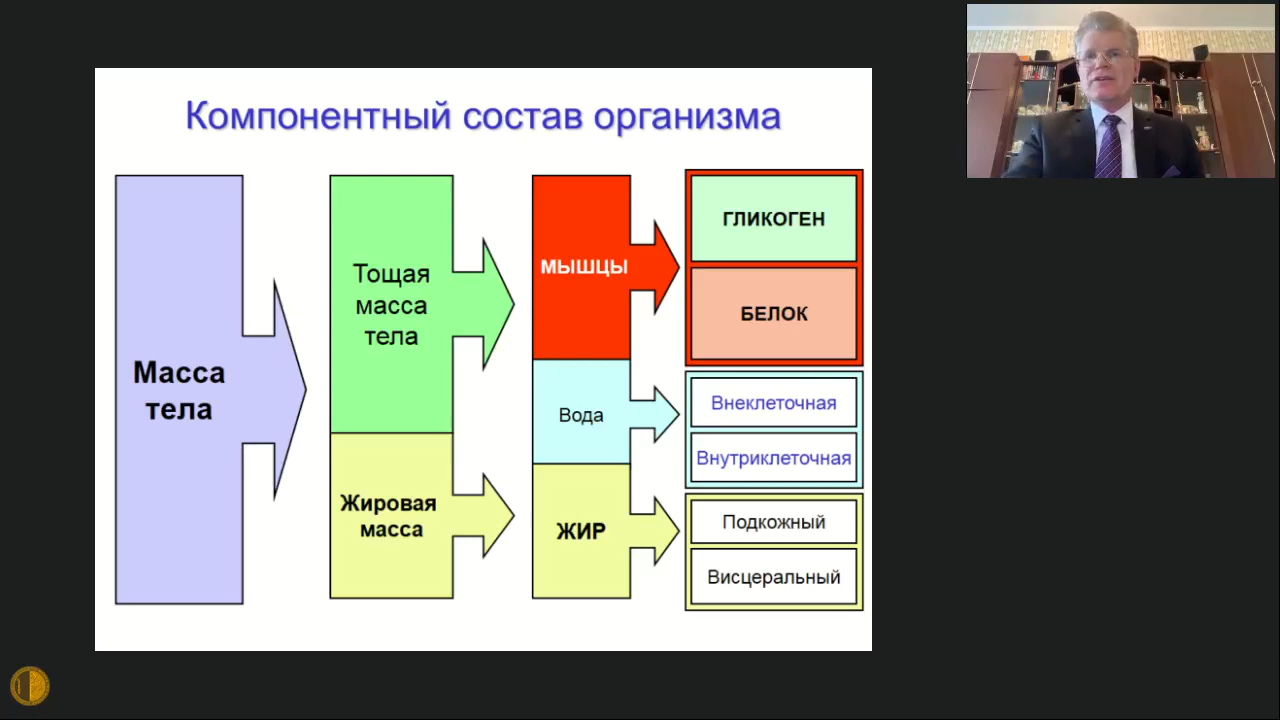 Компонентный состав организма
Масса
тела
Тощая
масса
тела
Жировая
масса
МЫШЦЫ
Вода
ЖИР
ГЛИКОГЕН
БЕЛОК
Внеклеточная
Внутриклеточная
Подкожный
Висцеральный